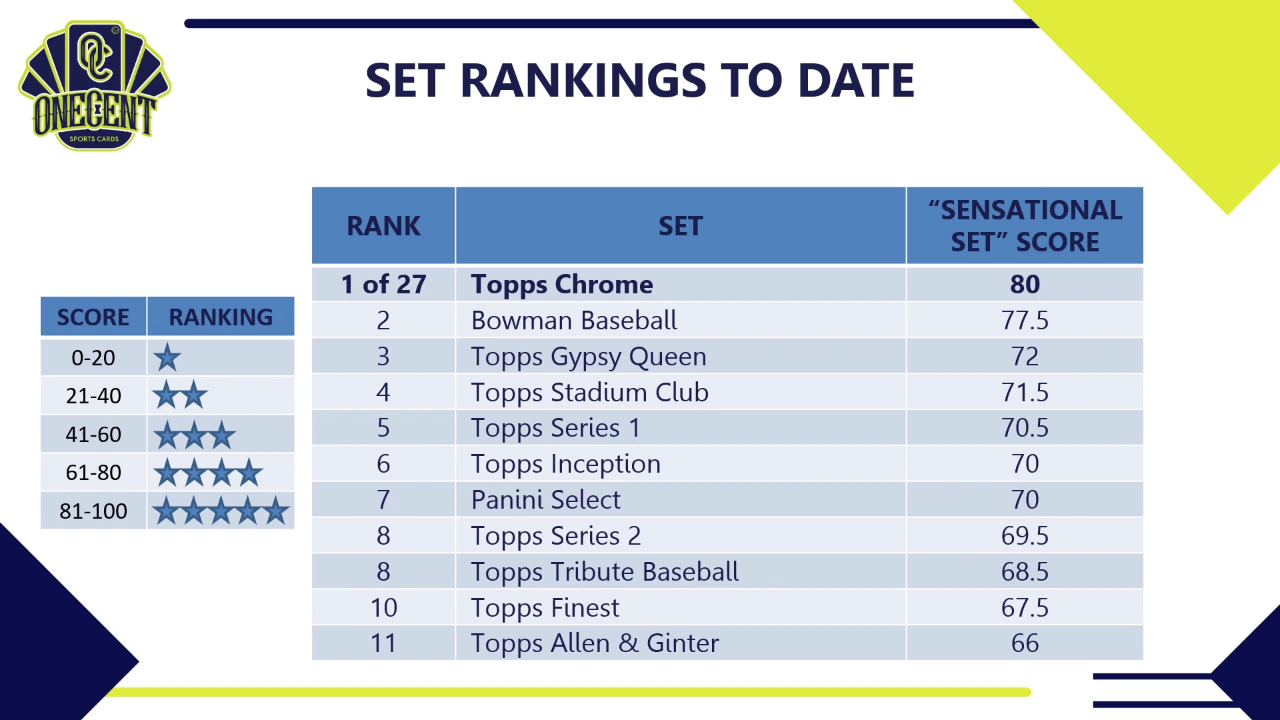 OC
ONECENT
SPORTS CARDS
SET RANKINGS TO DATE
SCORE RANKING
0-20
21-40
41-60
61-80
81-100
RANK SET “SENSATIONAL
SET” SCORE
1 of 27 Topps Chrome 80
2 Bowman Baseball 77.5
3 Topps Gypsy Queen 72
4 Topps Stadium Club 71.5
5 Topps Series 1 70.5
6 Topps Inception 70
7 Panini Select 70
8 Topps Series 2 69.5
8 Topps Tribute Baseball 68.5
10 Topps Finest 67.5
11 Topps Allen & Ginter 66